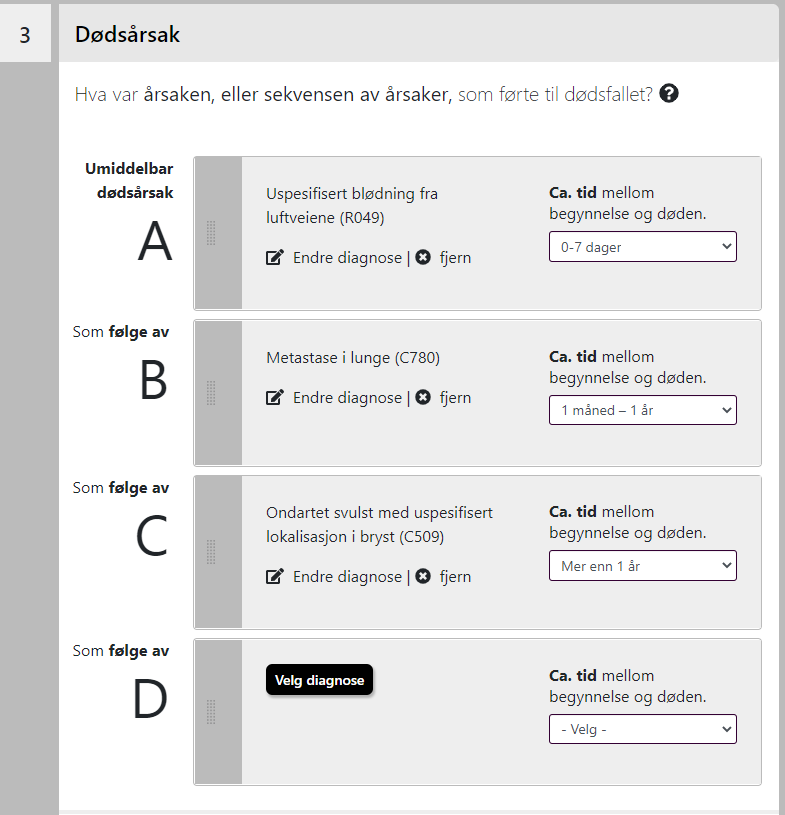 3
Dødsårsak
Hva var årsaken, eller sekvensen av årsaker, som førte til dødsfallet?
Umiddelbar
dødsårsak
A
Uspesifisert blødning fra
luftveiene (R049)
Endre diagnose | fjern
Ca. tid mellom
begynnelse og døden.
0-7 dager
Som følge av
B
Metastase i lunge (C780)
Endre diagnose | fjern
Ca. tid mellom
begynnelse og døden.
1 måned – 1 år
Som følge av
C
Ondartet svulst med uspesifisert
lokalisasjon i bryst (C509)
Endre diagnose | fjern
Ca. tid mellom
begynnelse og døden.
Mer enn 1 år
Som følge av
D
Velg diagnose
Ca. tid mellom
begynnelse og døden.
- Velg -